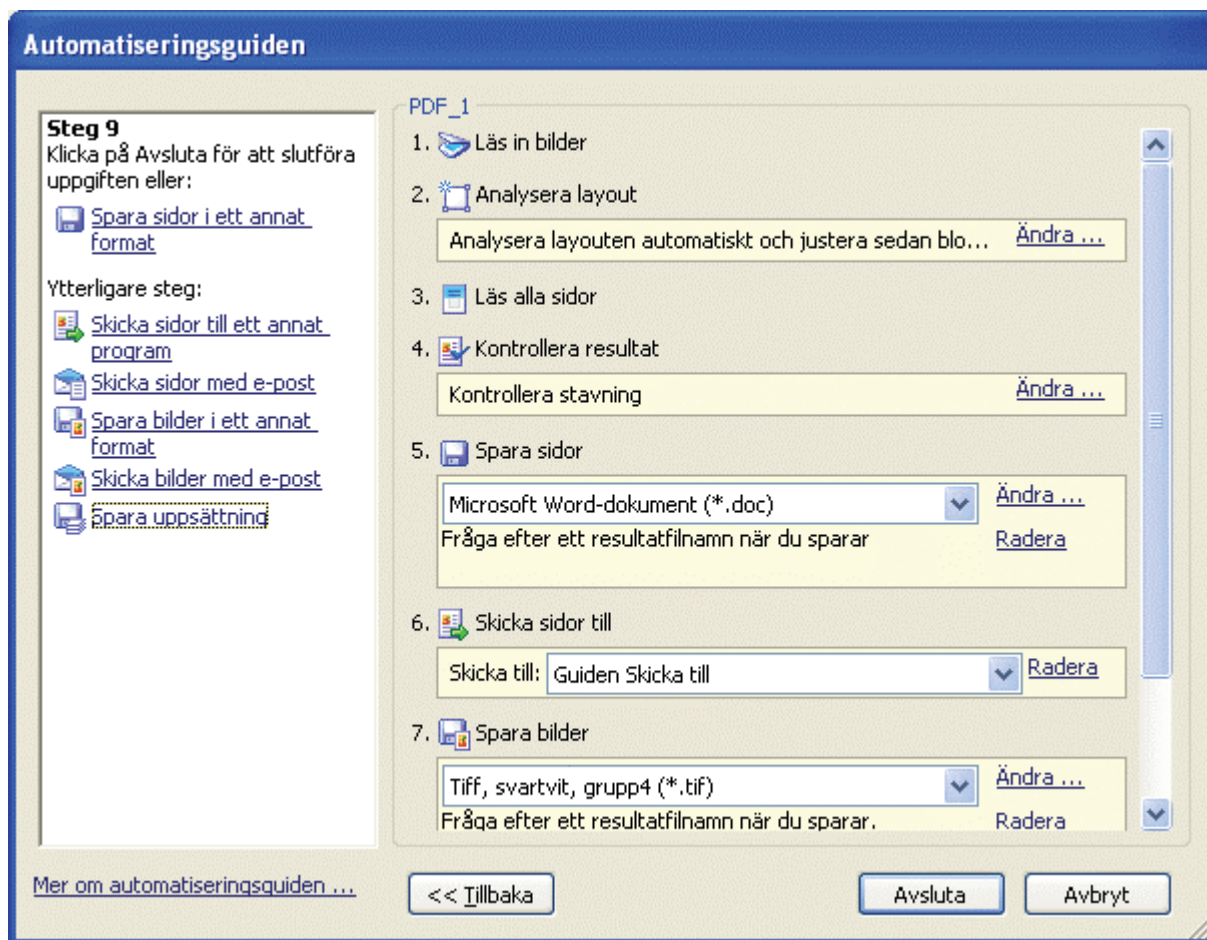 Automatiseringsguiden
Steg 9
Klicka på Avsluta för att slutföra
uppgiften eller:
Spara sidor i ett annat
format
Ytterligare steg:
Skicka sidor till ett annat
program
Skicka sidor med e-post
Spara bilder i ett annat
format
Skicka bilder med e-post
Spara uppsättning
PDF_1
1. Läs in bilder
2. Analysera layout
Analysera layouten automatiskt och justera sedan blo... Ändra ...
3. Läs alla sidor
4. Kontrollera resultat
Kontrollera stavning Ändra ...
5. Spara sidor
Microsoft Word-dokument (*.doc) Ändra ...
Fråga efter ett resultatfilnamn när du sparar Radera
6. Skicka sidor till
Skicka till: Guiden Skicka till Radera
7. Spara bilder
Tiff, svartvit, grupp4 (*.tif) Ändra ...
Fråga efter ett resultatfilnamn när du sparar. Radera
Mer om automatiseringsguiden ... << Tillbaka Avsluta Avbryt